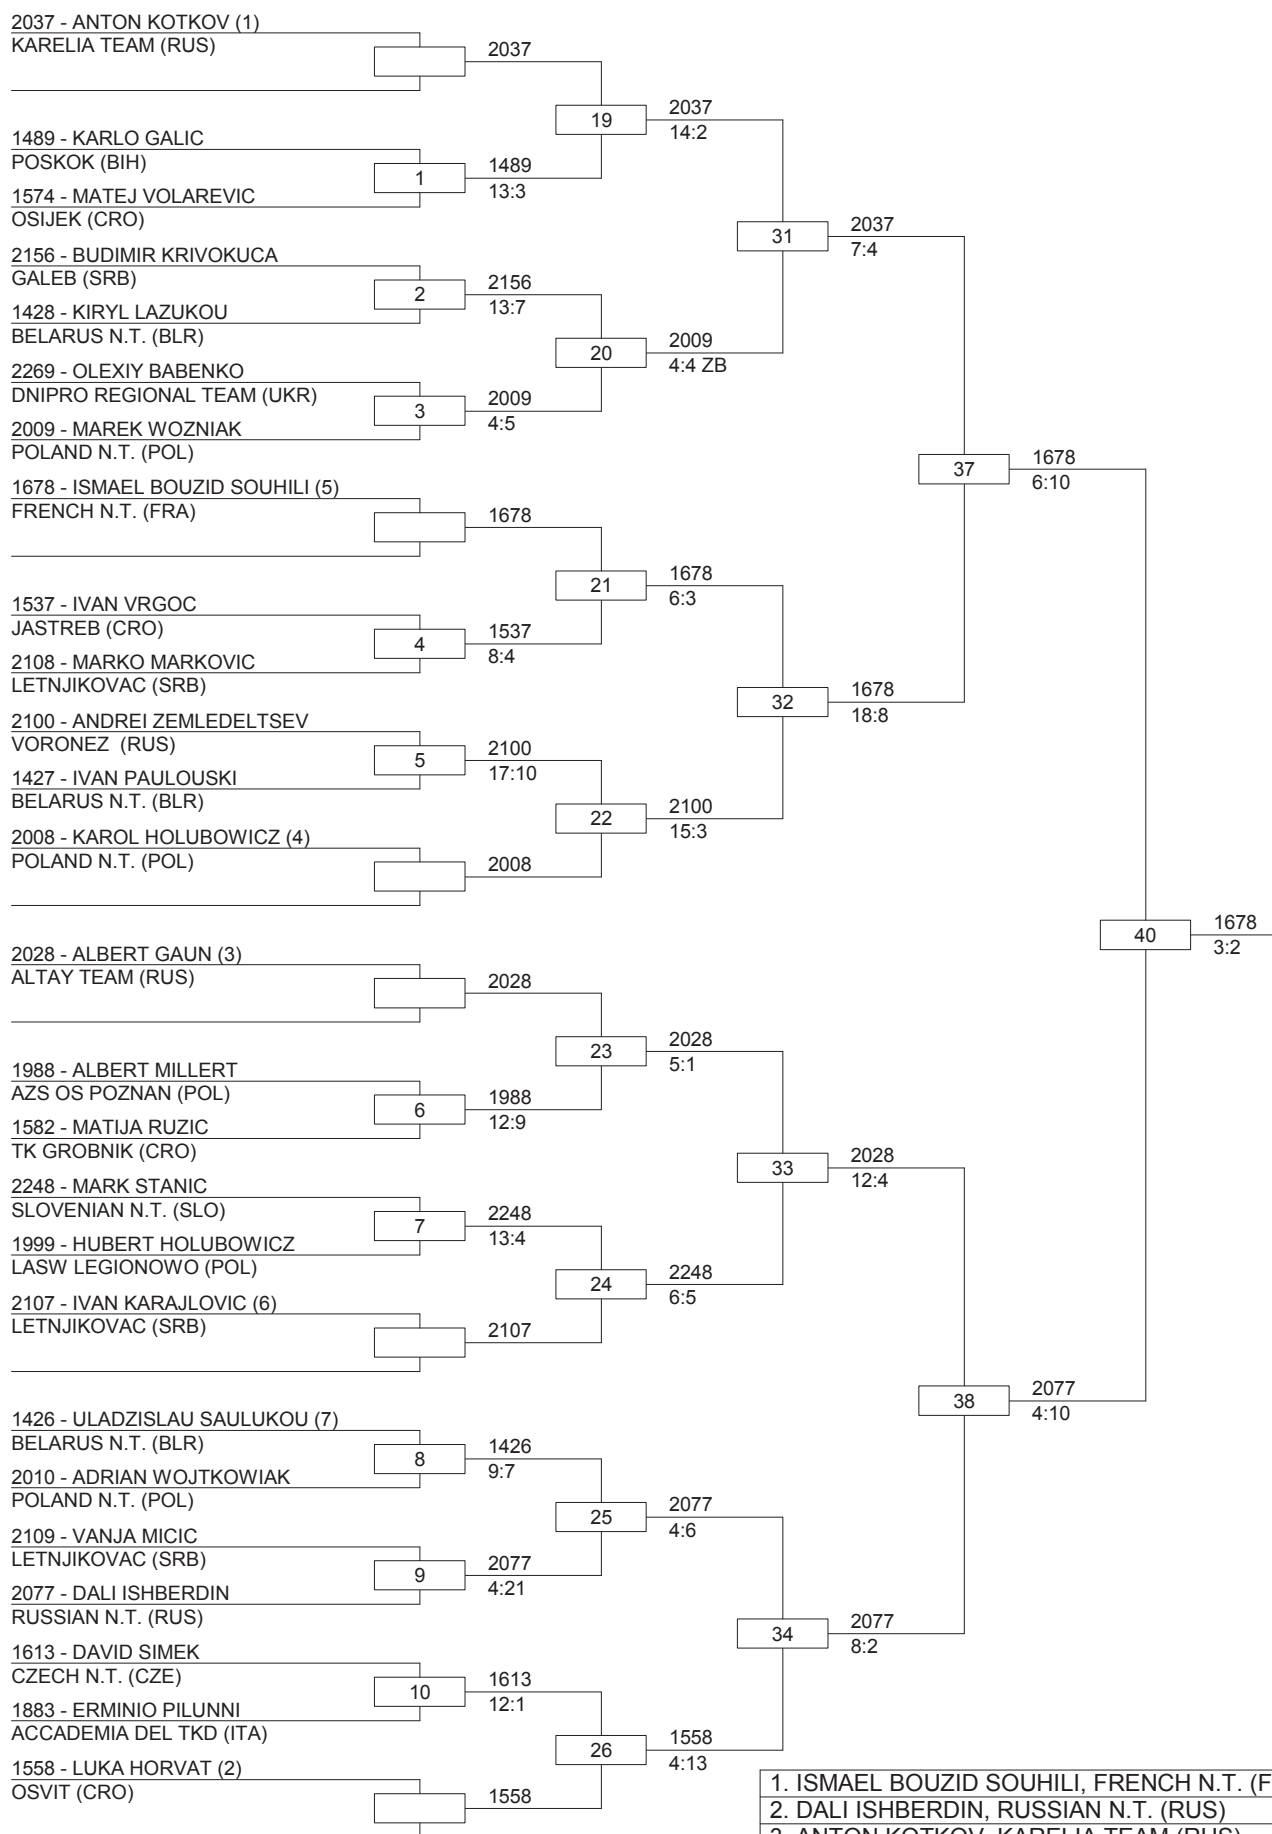 2037 - ANTON KOTKOV (1)
KARELIA TEAM (RUS)
2037
19
2037
14:2
1489 - KARLO GALIC
POSKOK (BIH)
1
1489
13:3
1574 - MATEJ VOLAREVIC
OSIJEK (CRO)
31
2037
7:4
2156 - BUDIMIR KRIVOKUCA
GALEB (SRB)
2
2156
13:7
1428 - KIRYL LAZUKOU
BELARUS N.T. (BLR)
20
2009
4:4 ZB
2269 - OLEXIY BABENKO
DNIPRO REGIONAL TEAM (UKR)
3
2009
4:5
2009 - MAREK WOZNIAK
POLAND N.T. (POL)
37
1678
6:10
1678 - ISMAEL BOUZID SOUHILI (5)
FRENCH N.T. (FRA)
1678
21
1678
6:3
1537 - IVAN VRGOC
JASTREB (CRO)
4
1537
8:4
2108 - MARKO MARKOVIC
LETNJIKOVAC (SRB)
32
1678
18:8
2100 - ANDREI ZEMLEDELTSEV
VORONEZ (RUS)
5
2100
17:10
1427 - IVAN PAULOUSKI
BELARUS N.T. (BLR)
22
2100
15:3
2008 - KAROL HOLUBOWICZ (4)
POLAND N.T. (POL)
2008
40
1678
3:2
2028 - ALBERT GAUN (3)
ALTAY TEAM (RUS)
2028
23
2028
5:1
1988 - ALBERT MILLERT
AZS OS POZNAN (POL)
6
1988
12:9
1582 - MATIJA RUZIC
TK GROBNIK (CRO)
33
2028
12:4
2248 - MARK STANIC
SLOVENIAN N.T. (SLO)
7
2248
13:4
1999 - HUBERT HOLUBOWICZ
LASW LEGIONOWO (POL)
24
2248
6:5
2107 - IVAN KARAJLOVIC (6)
LETNJIKOVAC (SRB)
2107
38
2077
4:10
1426 - ULADZISLAU SAULUKOU (7)
BELARUS N.T. (BLR)
8
1426
9:7
2010 - ADRIAN WOJTKOWIAK
POLAND N.T. (POL)
25
2077
4:6
2109 - VANJA MICIC
LETNJIKOVAC (SRB)
9
2077
4:21
2077 - DALI ISHBERDIN
RUSSIAN N.T. (RUS)
34
2077
8:2
1613 - DAVID SIMEK
CZECH N.T. (CZE)
10
1613
12:1
1883 - ERMINIO PILUNNI
ACCADEMIA DEL TKD (ITA)
26
1558
4:13
1558 - LUKA HORVAT (2)
OSVIT (CRO)
1558
1. ISMAEL BOUZID SOUHILI, FRENCH N.T. (F
2. DALI ISHBERDIN, RUSSIAN N.T. (RUS)
3. ANTON KOTKOV, KARELIA TEAM (RUS)